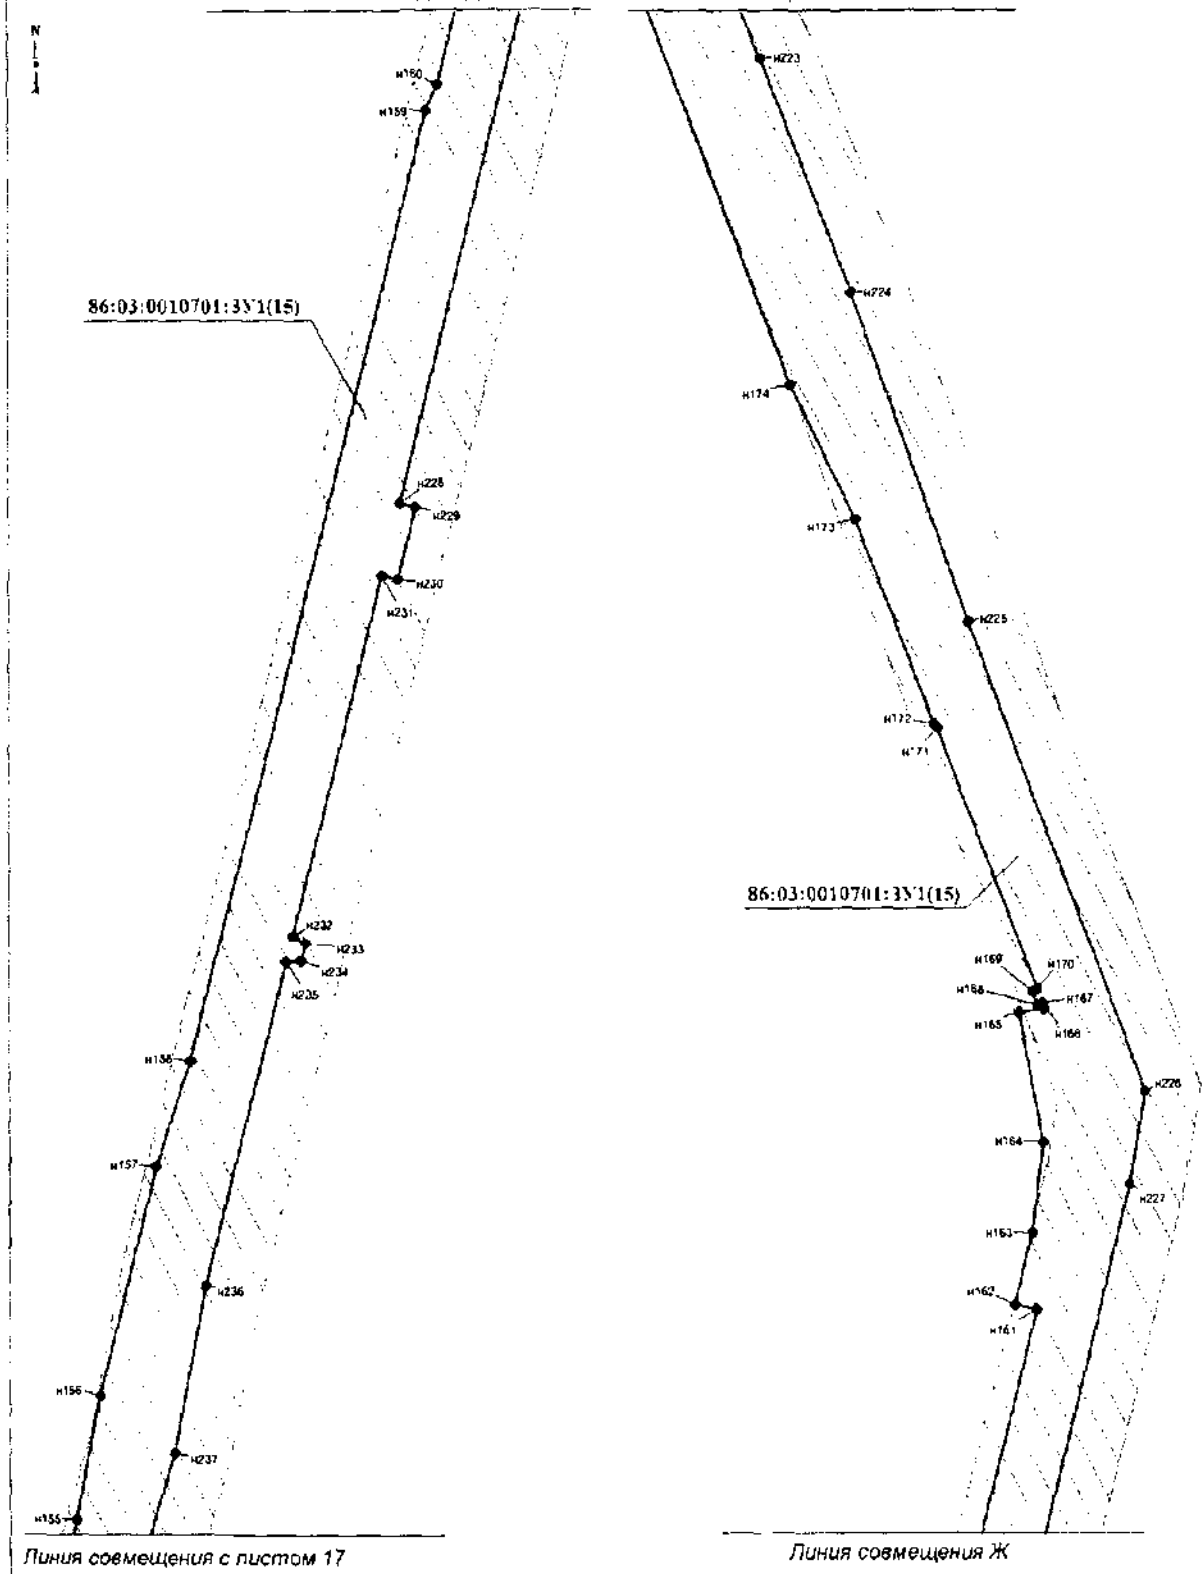 N
н160
н159
86:03:0010701:ЗУ1(15)
н228
н229
н230
н231
н232
н233
н234
н235
н158
н157
н236
н156
н237
н155
Линия совмещения с листом 17
н223
н224
н174
н173
н225
н172
н171
86:03:0010701:ЗУ1(15)
н169
н170
н168
н167
н165
н166
н226
н164
н227
н163
н162
н161
Линия совмещения Ж